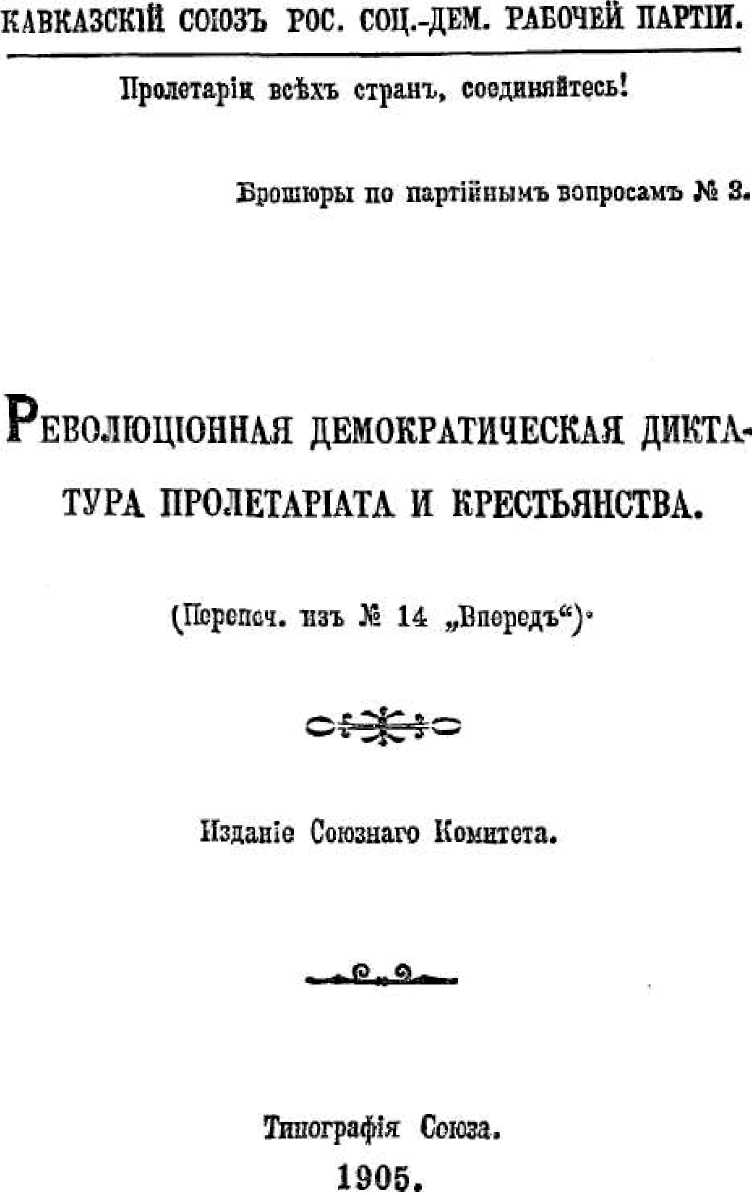 КАВКАЗСКІЙ СОЮЗЪ РОС. СОЦ.-ДЕМ. РАБОЧЕЙ ПАРТІИ.
Пролетаріи всѣхъ странъ, соединяйтесь!
Брошюры по партійнымъ вопросамъ № 3.
РЕВОЛЮЦІОННАЯ ДЕМОКРАТИЧЕСКАЯ ДИКТА-
ТУРА ПРОЛЕТАРІАТА И КРЕСТЬЯНСТВА.
(Перепеч. изъ № 14 „Впередъ“).
Изданіе Союзнаго Комитета.
Типографія Союза.
1905.